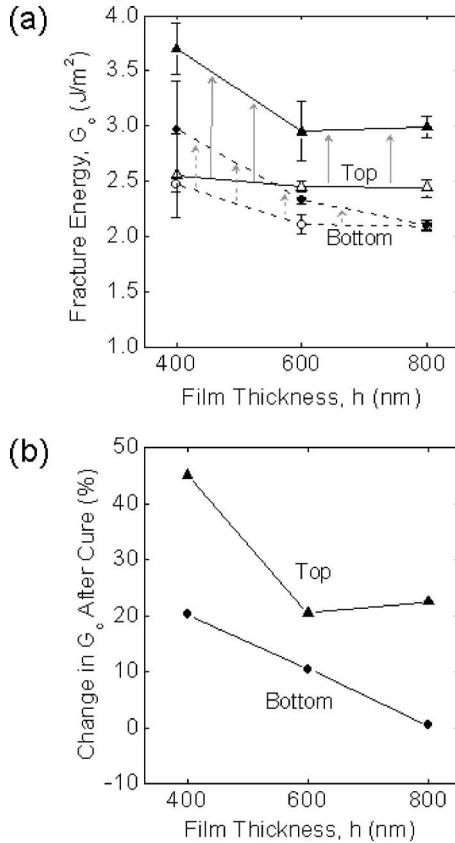 (a)
Fracture Energy, G_c (J/m²)
4.0
3.5
3.0
2.5
2.0
1.5
1.0
Top
Bottom
400 600 800
Film Thickness, h (nm)
(b)
Change in G_c After Cure (%)
50
40
30
20
10
0
-10
Top
Bottom
400 600 800
Film Thickness, h (nm)